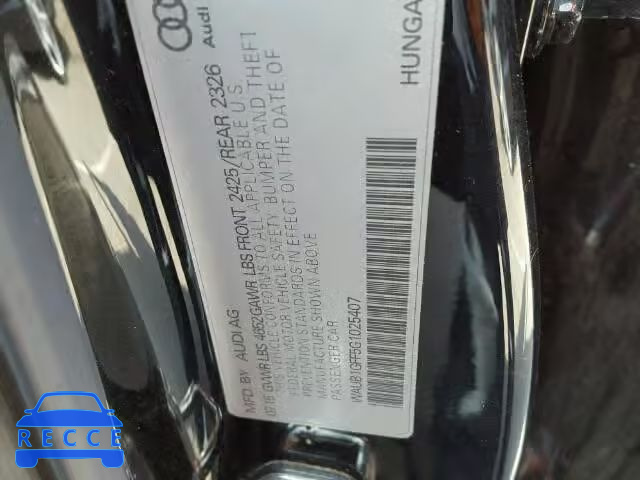 Audi
HUNGA
MFD BY AUDI AG
GVWR LBS 4652 GAWR LBS FRONT 2425/REAR 2326
THIS VEHICLE CONFORMS TO ALL APPLICABLE U S
FEDERAL MOTOR VEHICLE SAFETY BUMPER AND THEFT
PREVENTION STANDARDS IN EFFECT ON THE DATE OF
MANUFACTURE SHOWN ABOVE
PASSENGER CAR
WAUB1GFF5G1025407
RECCE